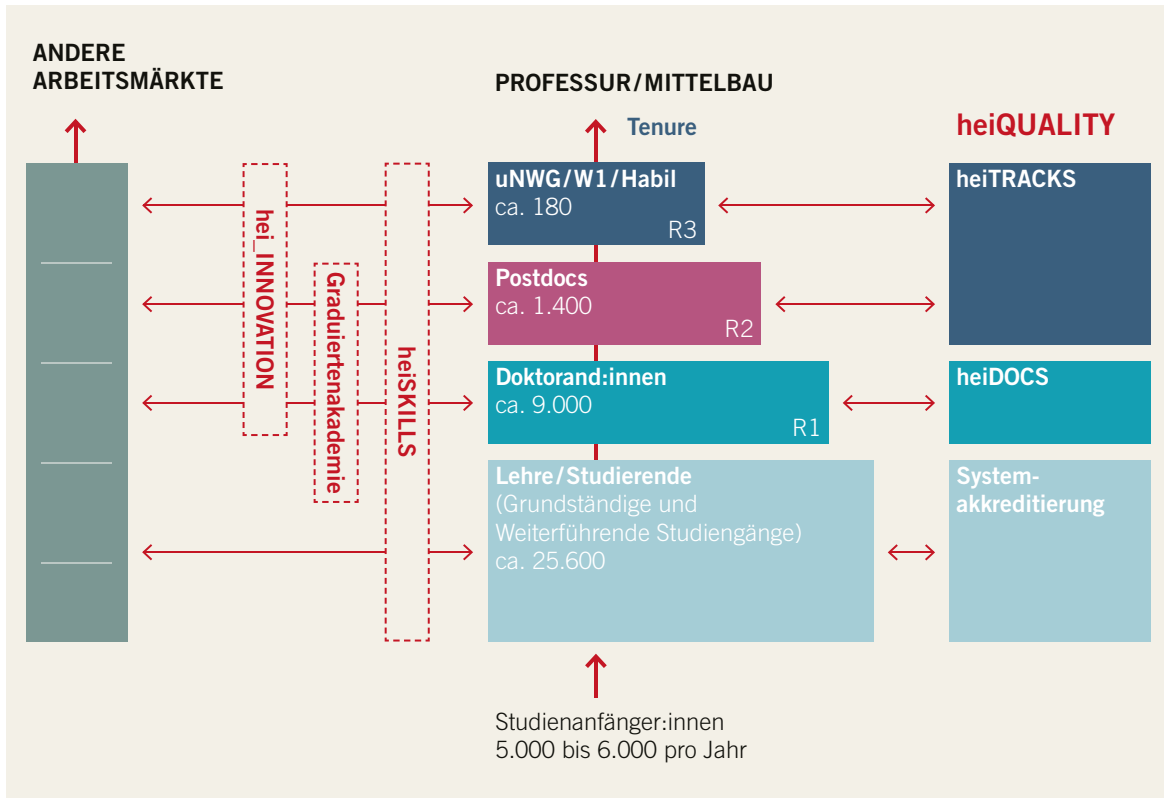 ANDERE
ARBEITSMÄRKTE
PROFESSUR/MITTELBAU
Tenure
heiQUALITY
hei_INNOVATION
Graduiertenakademie
heiSKILLS
uNWG/W1/Habil
ca. 180
R3
heiTRACKS
Postdocs
ca. 1.400
R2
Doktorand:innen
ca. 9.000
R1
heiDOCS
Lehre/Studierende
(Grundständige und
Weiterführende Studiengänge)
ca. 25.600
System-
akkreditierung
Studienanfänger:innen
5.000 bis 6.000 pro Jahr